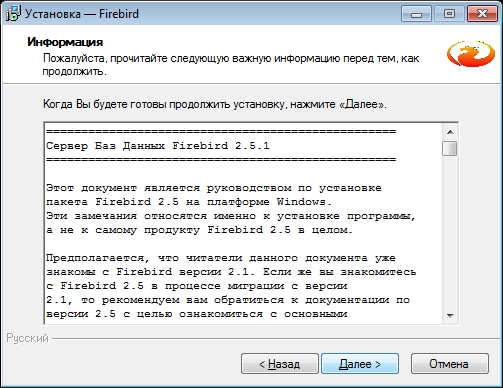 Установка — Firebird
Информация
Пожалуйста, прочитайте следующую важную информацию перед тем, как
продолжить.
Когда Вы будете готовы продолжить установку, нажмите «Далее».
==================================================
Сервер Баз Данных Firebird 2.5.1
==================================================
Этот документ является руководством по установке
пакета Firebird 2.5 на платформе Windows.
Эти замечания относятся именно к установке программы,
а не к самому продукту Firebird 2.5 в целом.
Предполагается, что читатели данного документа уже
знакомы с Firebird версии 2.1. Если же вы знакомитесь
с Firebird 2.5 в процессе миграции с версии
2.1, то рекомендуем вам обратиться к документации по
версии 2.5 с целью ознакомиться с основными
Русский
< Назад
Далее >
Отмена